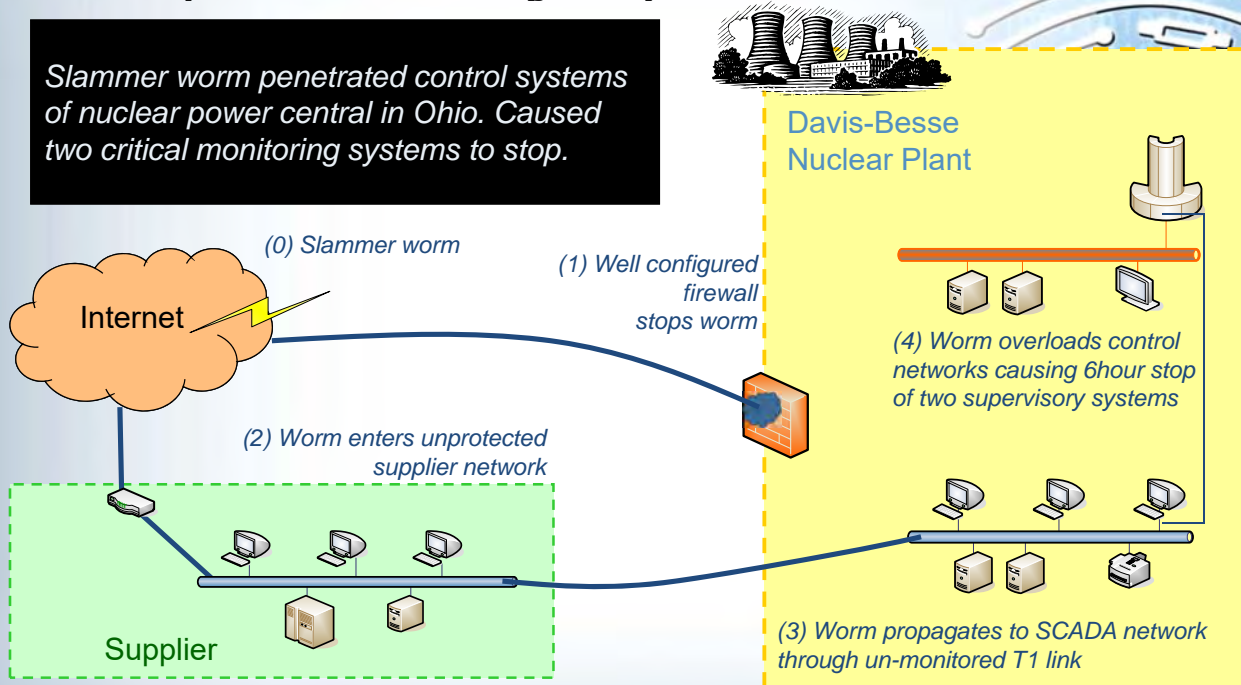 Slammer worm penetrated control systems
of nuclear power central in Ohio. Caused
two critical monitoring systems to stop.
Davis-Besse
Nuclear Plant
(0) Slammer worm
(1) Well configured
firewall
stops worm
Internet
(4) Worm overloads control
networks causing 6hour stop
of two supervisory systems
(2) Worm enters unprotected
supplier network
Supplier
(3) Worm propagates to SCADA network
through un-monitored T1 link